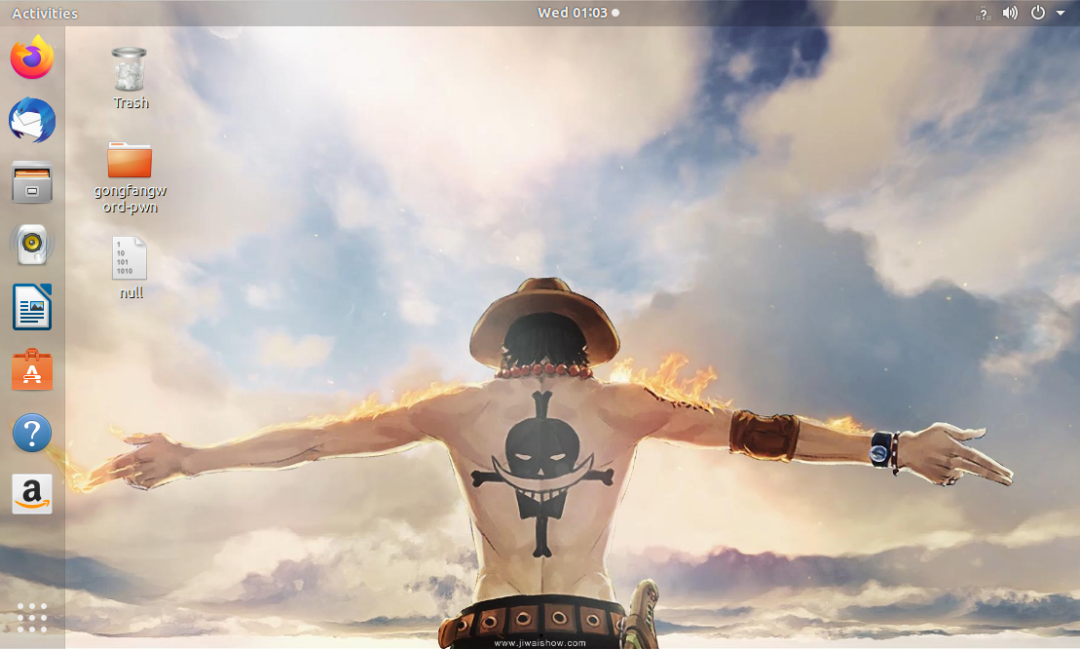 Activities
Wed 01:03
?
Trash
gongfangw
ord-pwn
1
10
101
1010
null
A
?
a
www.jiwaishow.com